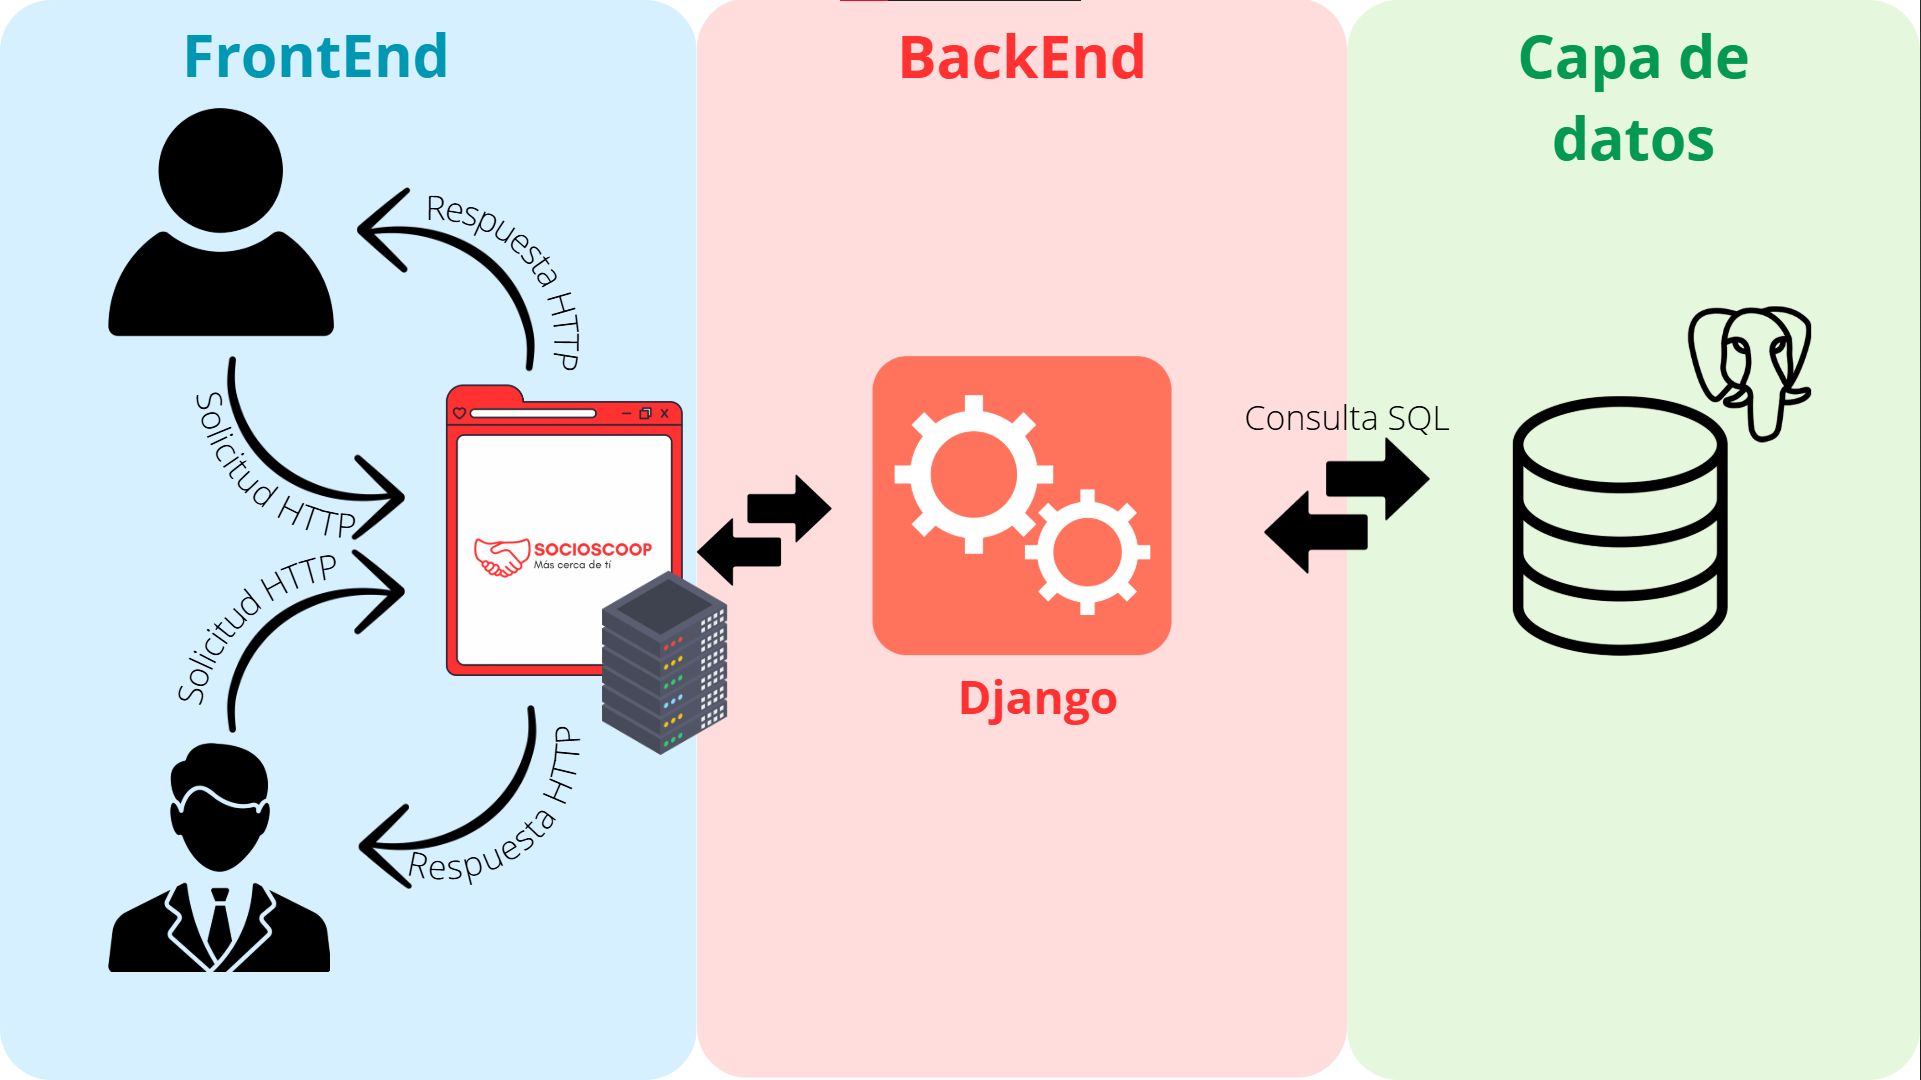 FrontEnd
BackEnd
Capa de
datos
Respuesta HTTP
Solicitud HTTP
Consulta SQL
SOCIOSCOOP
Más cerca de tí
Solicitud HTTP
Django
Respuesta HTTP